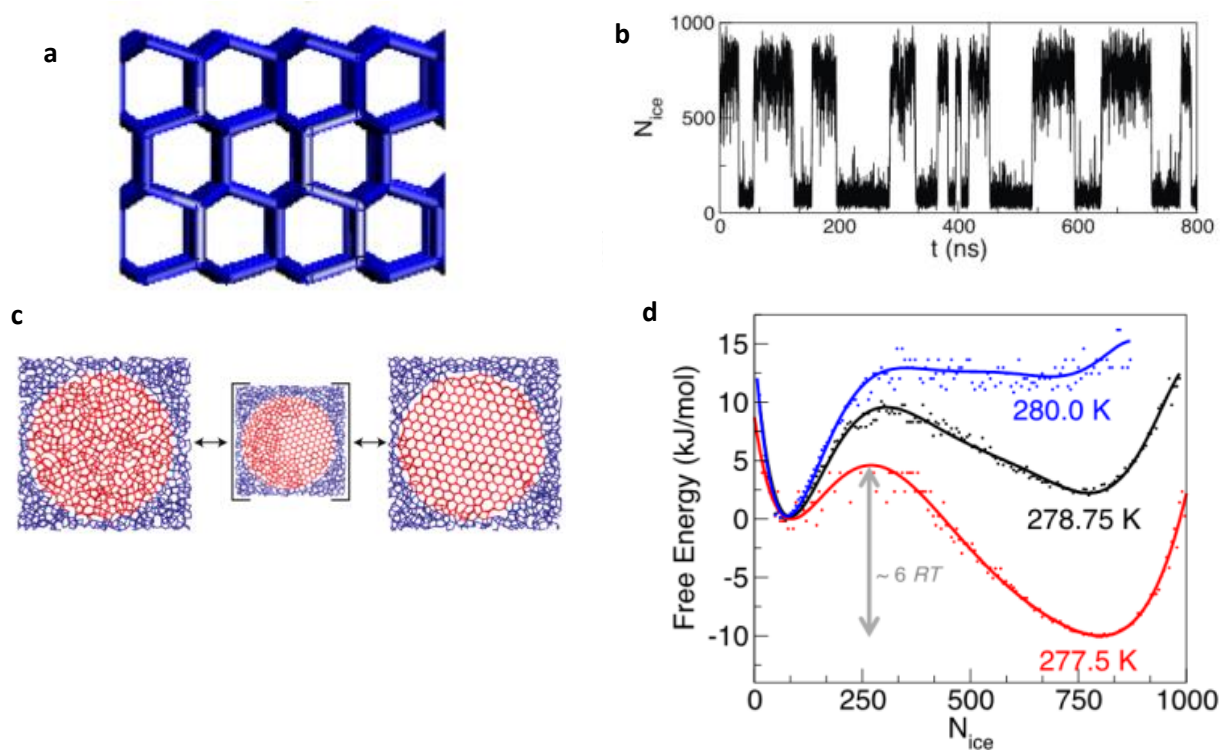 a
b
1000
500
0
N_ice
0 200 400 600 800
t (ns)
c
d
15
10
5
0
-5
-10
Free Energy (kJ/mol)
280.0 K
278.75 K
~ 6 RT
277.5 K
0 250 500 750 1000
N_ice